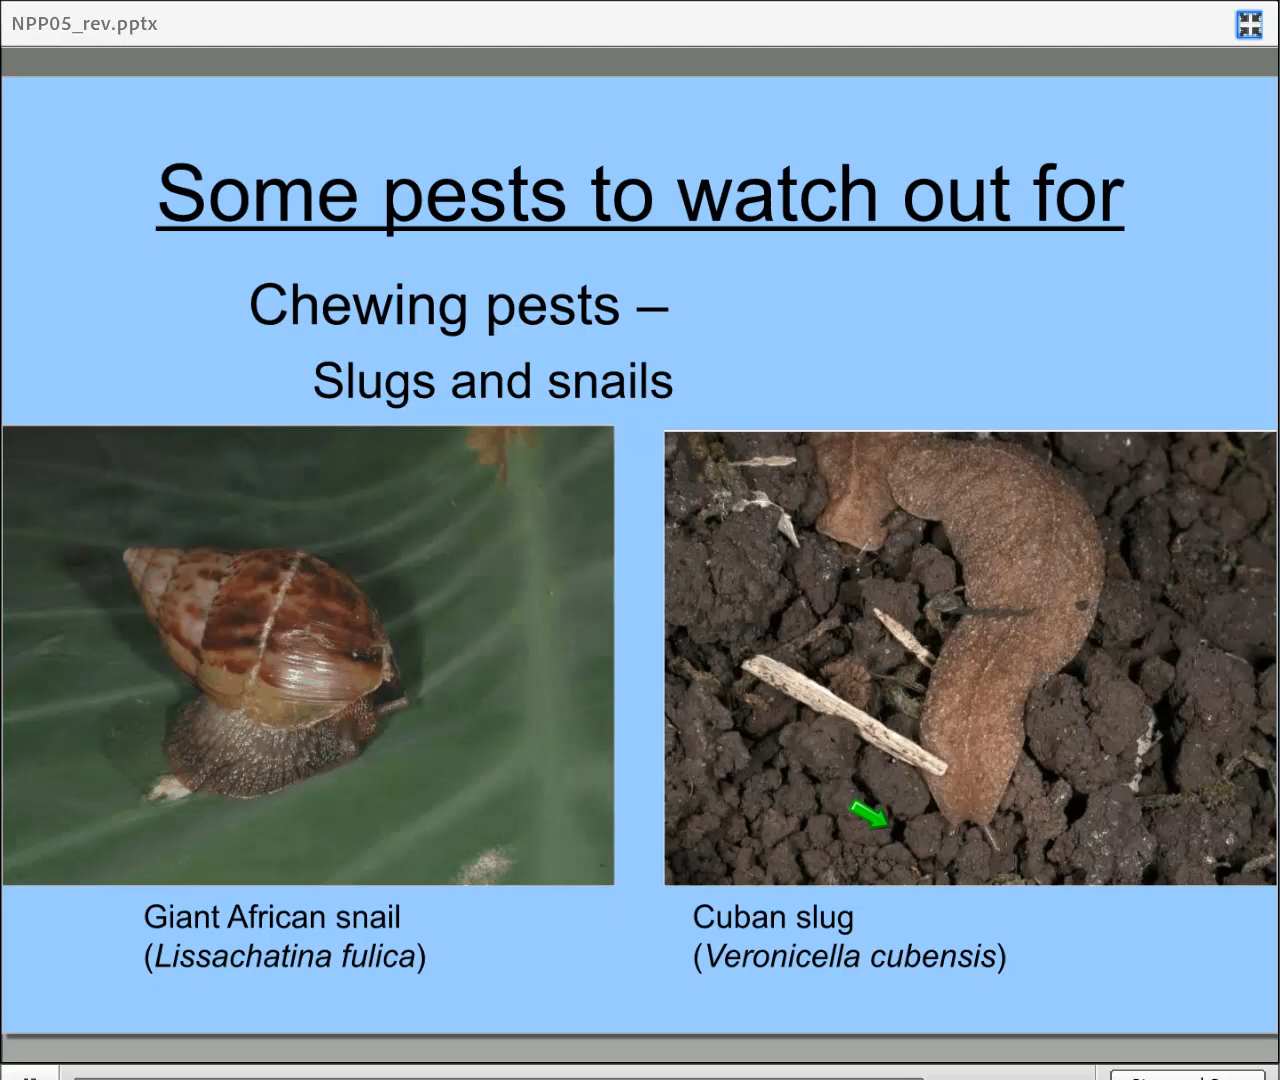 NPP05_rev.pptx
Some pests to watch out for
Chewing pests –
Slugs and snails
Giant African snail
(Lissachatina fulica)
Cuban slug
(Veronicella cubensis)